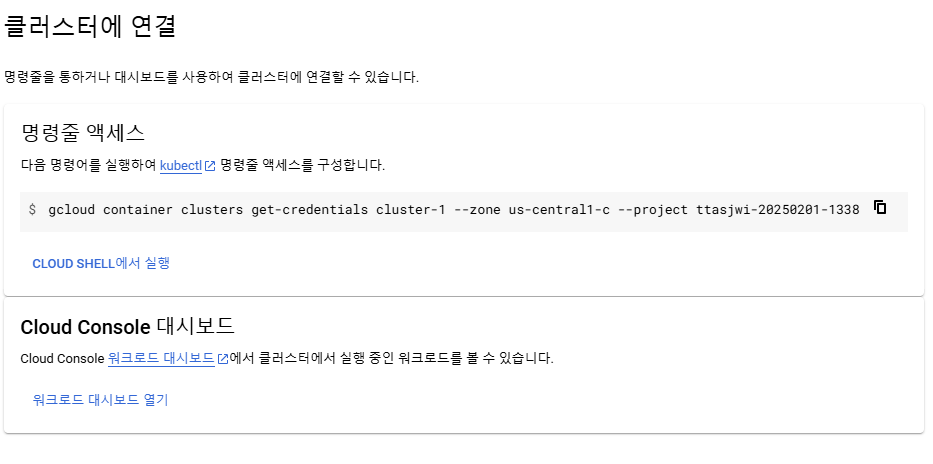 클러스터에 연결
명령줄을 통하거나 대시보드를 사용하여 클러스터에 연결할 수 있습니다.
명령줄 액세스
다음 명령어를 실행하여 kubectl 명령줄 액세스를 구성합니다.
$ gcloud container clusters get-credentials cluster-1 --zone us-central1-c --project ttasjwi-20250201-1338
CLOUD SHELL에서 실행
Cloud Console 대시보드
Cloud Console 워크로드 대시보드에서 클러스터에서 실행 중인 워크로드를 볼 수 있습니다.
워크로드 대시보드 열기